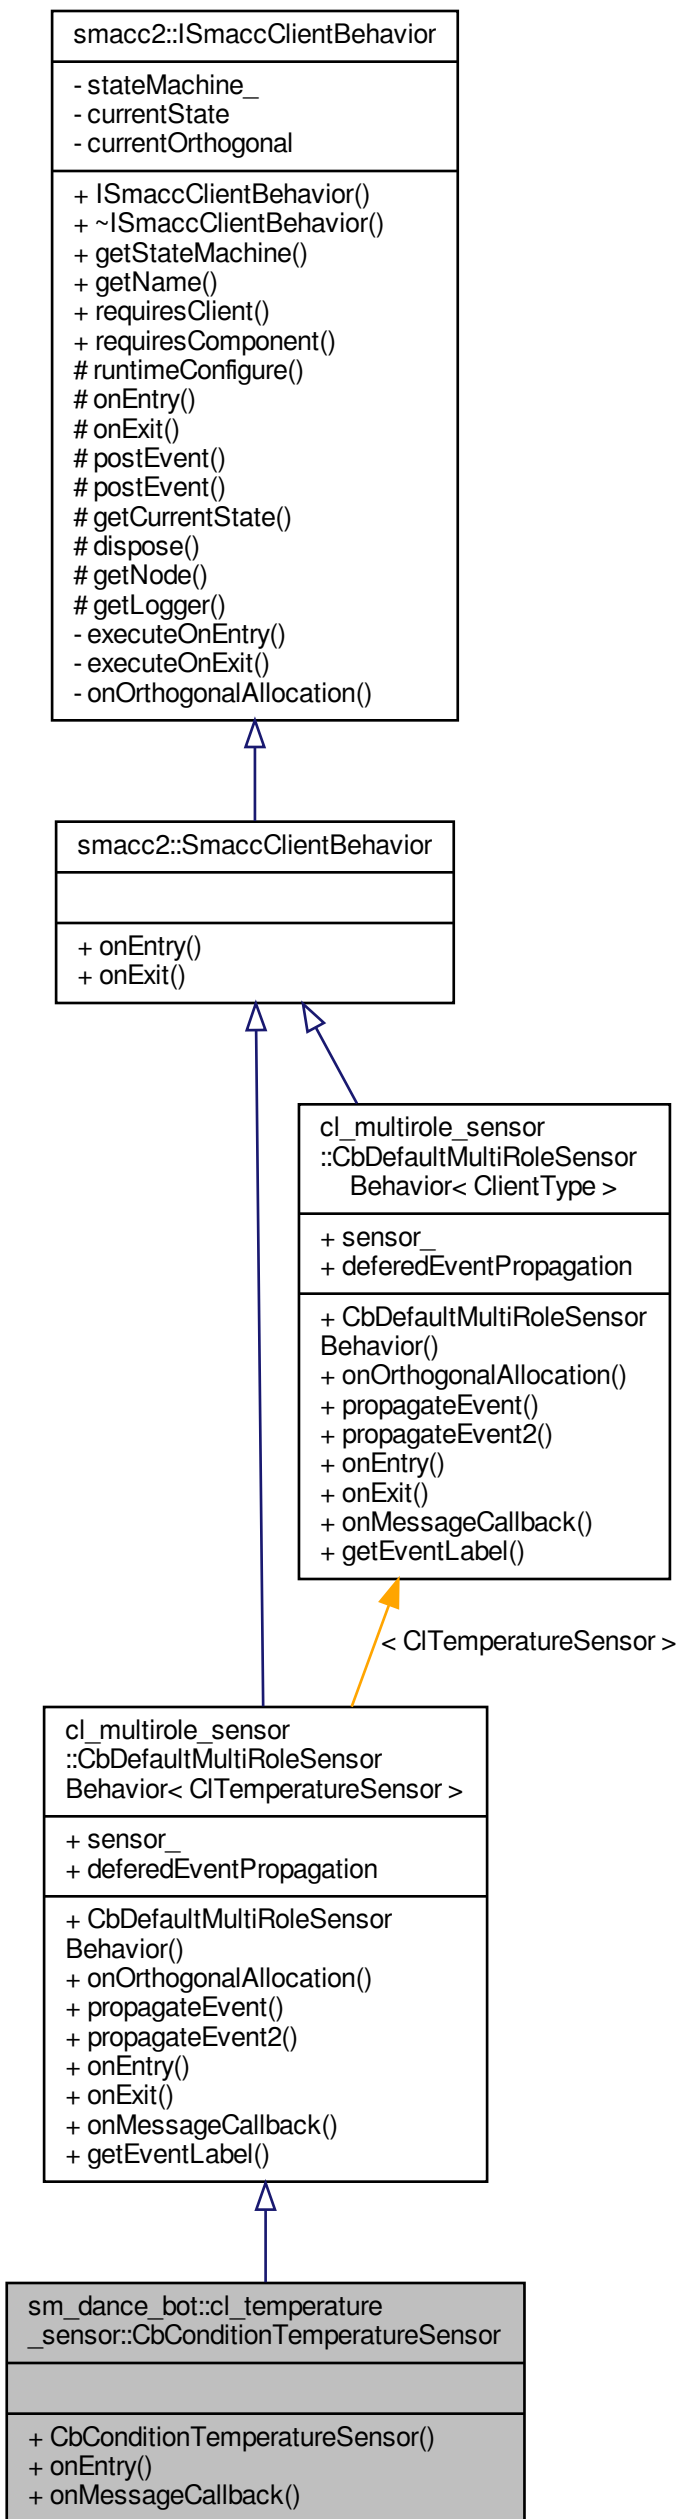 smacc2::ISmaccClientBehavior
- stateMachine_
- currentState
- currentOrthogonal
+ ISmaccClientBehavior()
+ ~ISmaccClientBehavior()
+ getStateMachine()
+ getName()
+ requiresClient()
+ requiresComponent()
# runtimeConfigure()
# onEntry()
# onExit()
# postEvent()
# postEvent()
# getCurrentState()
# dispose()
# getNode()
# getLogger()
- executeOnEntry()
- executeOnExit()
- onOrthogonalAllocation()
smacc2::SmaccClientBehavior
+ onEntry()
+ onExit()
cl_multirole_sensor
::CbDefaultMultiRoleSensor
Behavior< ClientType >
+ sensor_
+ deferedEventPropagation
+ CbDefaultMultiRoleSensor
Behavior()
+ onOrthogonalAllocation()
+ propagateEvent()
+ propagateEvent2()
+ onEntry()
+ onExit()
+ onMessageCallback()
+ getEventLabel()
< ClTemperatureSensor >
cl_multirole_sensor
::CbDefaultMultiRoleSensor
Behavior< ClTemperatureSensor >
+ sensor_
+ deferedEventPropagation
+ CbDefaultMultiRoleSensor
Behavior()
+ onOrthogonalAllocation()
+ propagateEvent()
+ propagateEvent2()
+ onEntry()
+ onExit()
+ onMessageCallback()
+ getEventLabel()
sm_dance_bot::cl_temperature
_sensor::CbConditionTemperatureSensor
+ CbConditionTemperatureSensor()
+ onEntry()
+ onMessageCallback()